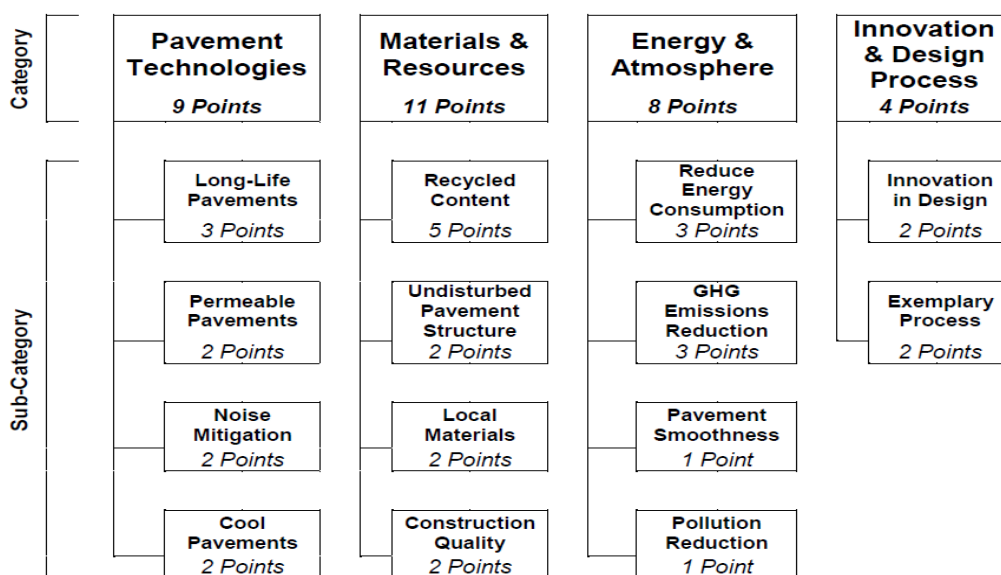 Category
Pavement
Technologies
9 Points
Materials &
Resources
11 Points
Energy &
Atmosphere
8 Points
Innovation
& Design
Process
4 Points
Sub-Category
Long-Life
Pavements
3 Points
Recycled
Content
5 Points
Reduce
Energy
Consumption
3 Points
Innovation
in Design
2 Points
Permeable
Pavements
2 Points
Undisturbed
Pavement
Structure
2 Points
GHG
Emissions
Reduction
3 Points
Exemplary
Process
2 Points
Noise
Mitigation
2 Points
Local
Materials
2 Points
Pavement
Smoothness
1 Point
Cool
Pavements
2 Points
Construction
Quality
2 Points
Pollution
Reduction
1 Point